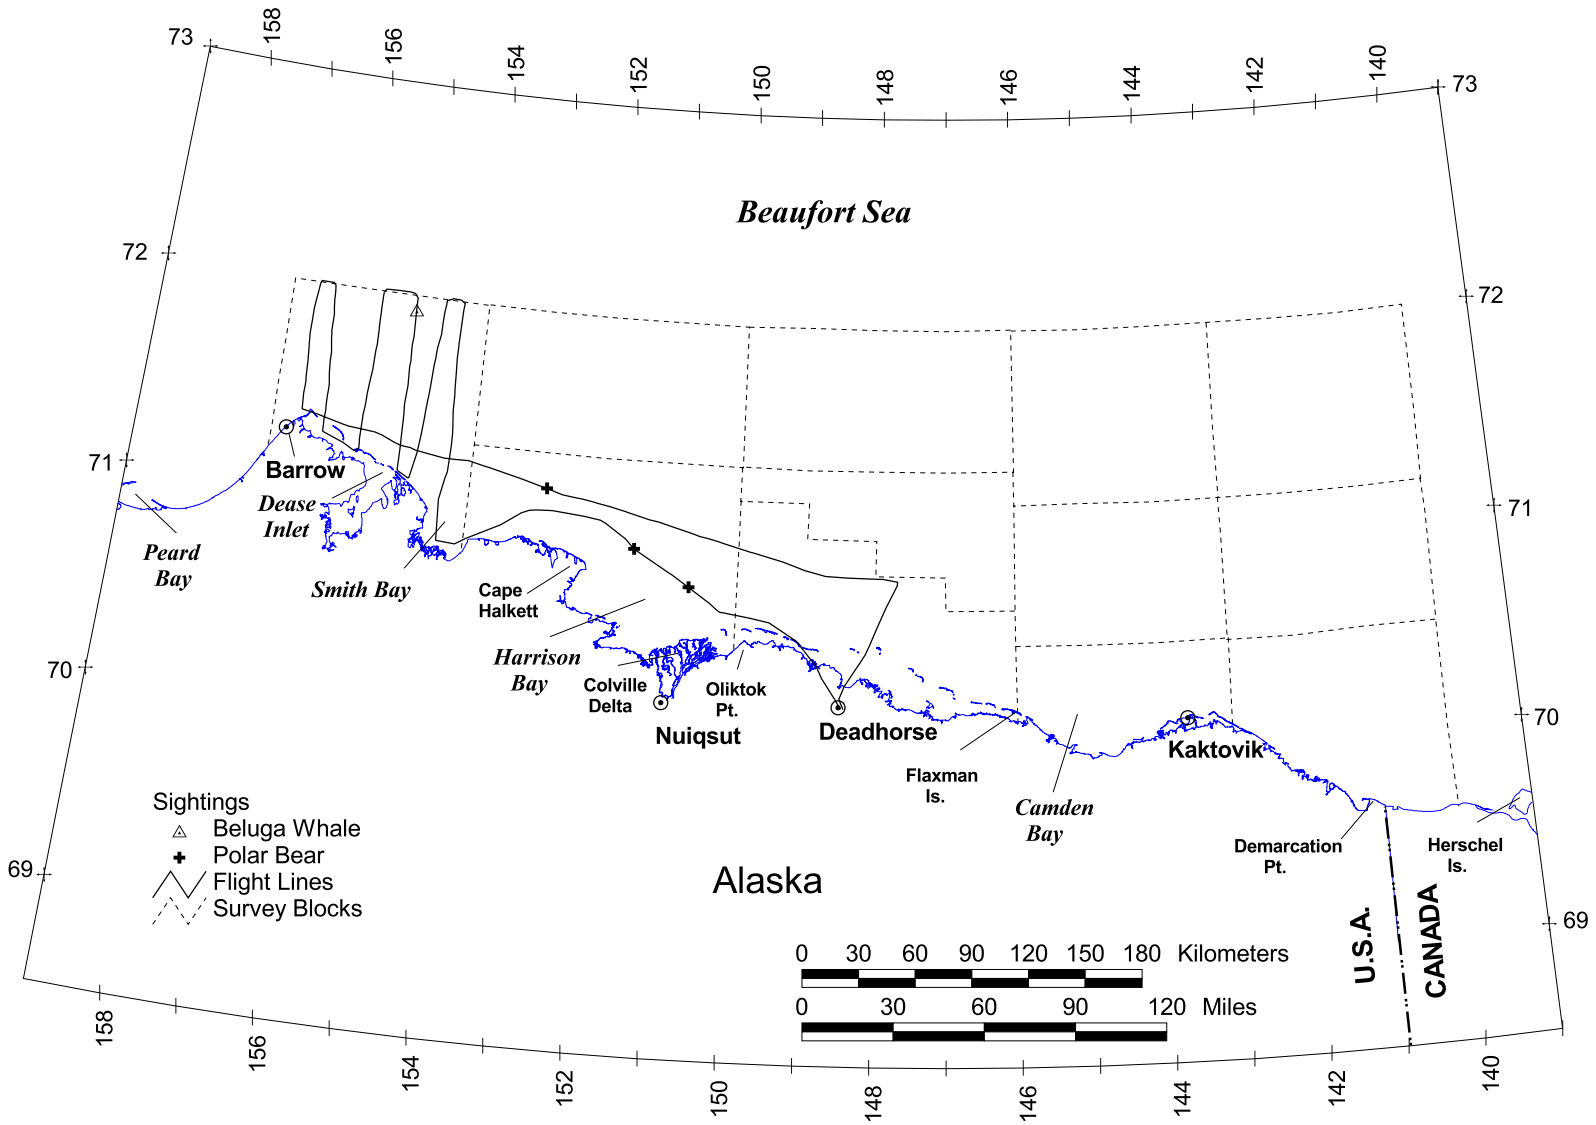 158
156
154
152
150
148
146
144
142
140
73
73
Beaufort Sea
72
72
71
71
Barrow
Dease
Inlet
Peard
Bay
Smith Bay
Cape
Halkett
Harrison
Bay
Colville
Delta
Oliktok
Pt.
70
70
Nuiqsut
Deadhorse
Kaktovik
Flaxman
Is.
Camden
Bay
Demarcation
Pt.
Herschel
Is.
Sightings
Beluga Whale
Polar Bear
Flight Lines
Survey Blocks
69
69
Alaska
U.S.A.
CANADA
0 30 60 90 120 150 180 Kilometers
0 30 60 90 120 Miles
158
156
154
152
150
148
146
144
142
140